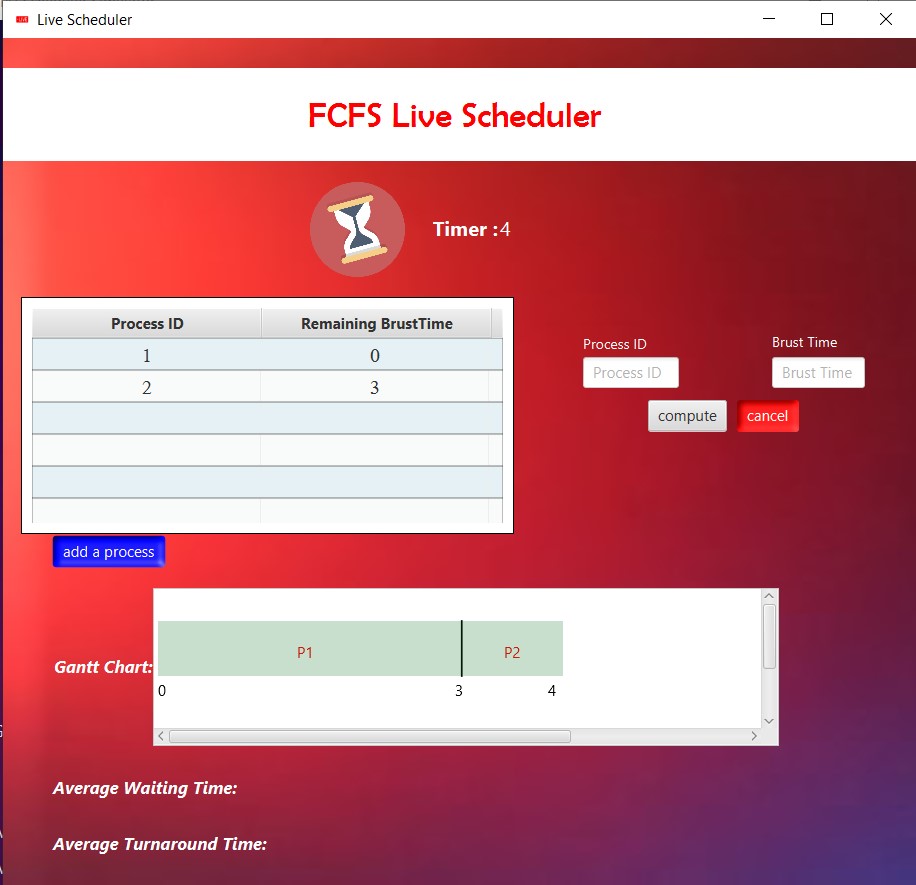 Live Scheduler
FCFS Live Scheduler
Timer :4
Process ID Remaining BrustTime
1 0
2 3
Process ID Brust Time
Process ID Brust Time
compute cancel
add a process
Gantt Chart:
P1 P2
0 3 4
Average Waiting Time:
Average Turnaround Time: